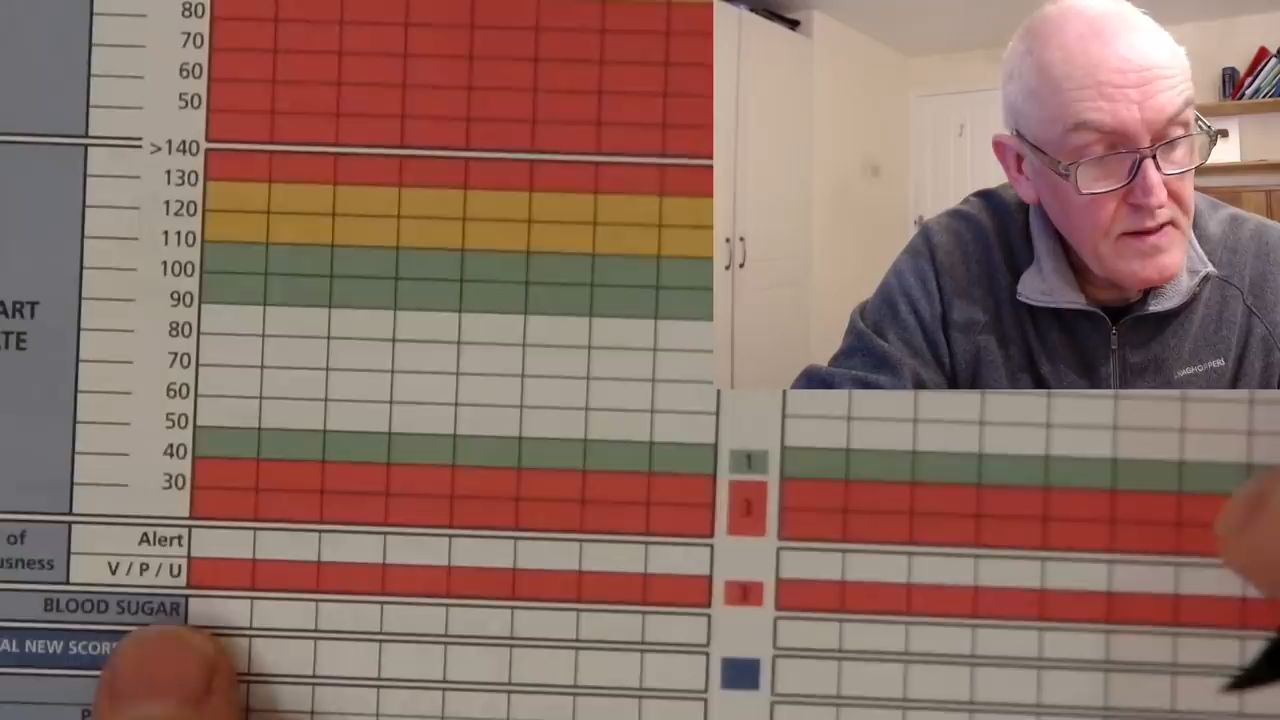 80
70
60
50
>140
130
120
110
100
90
ART
TE
80
70
60
50
40
1
30
3
of
Alert
usness
V / P / U
3
BLOOD SUGAR
AL NEW SCOR
P